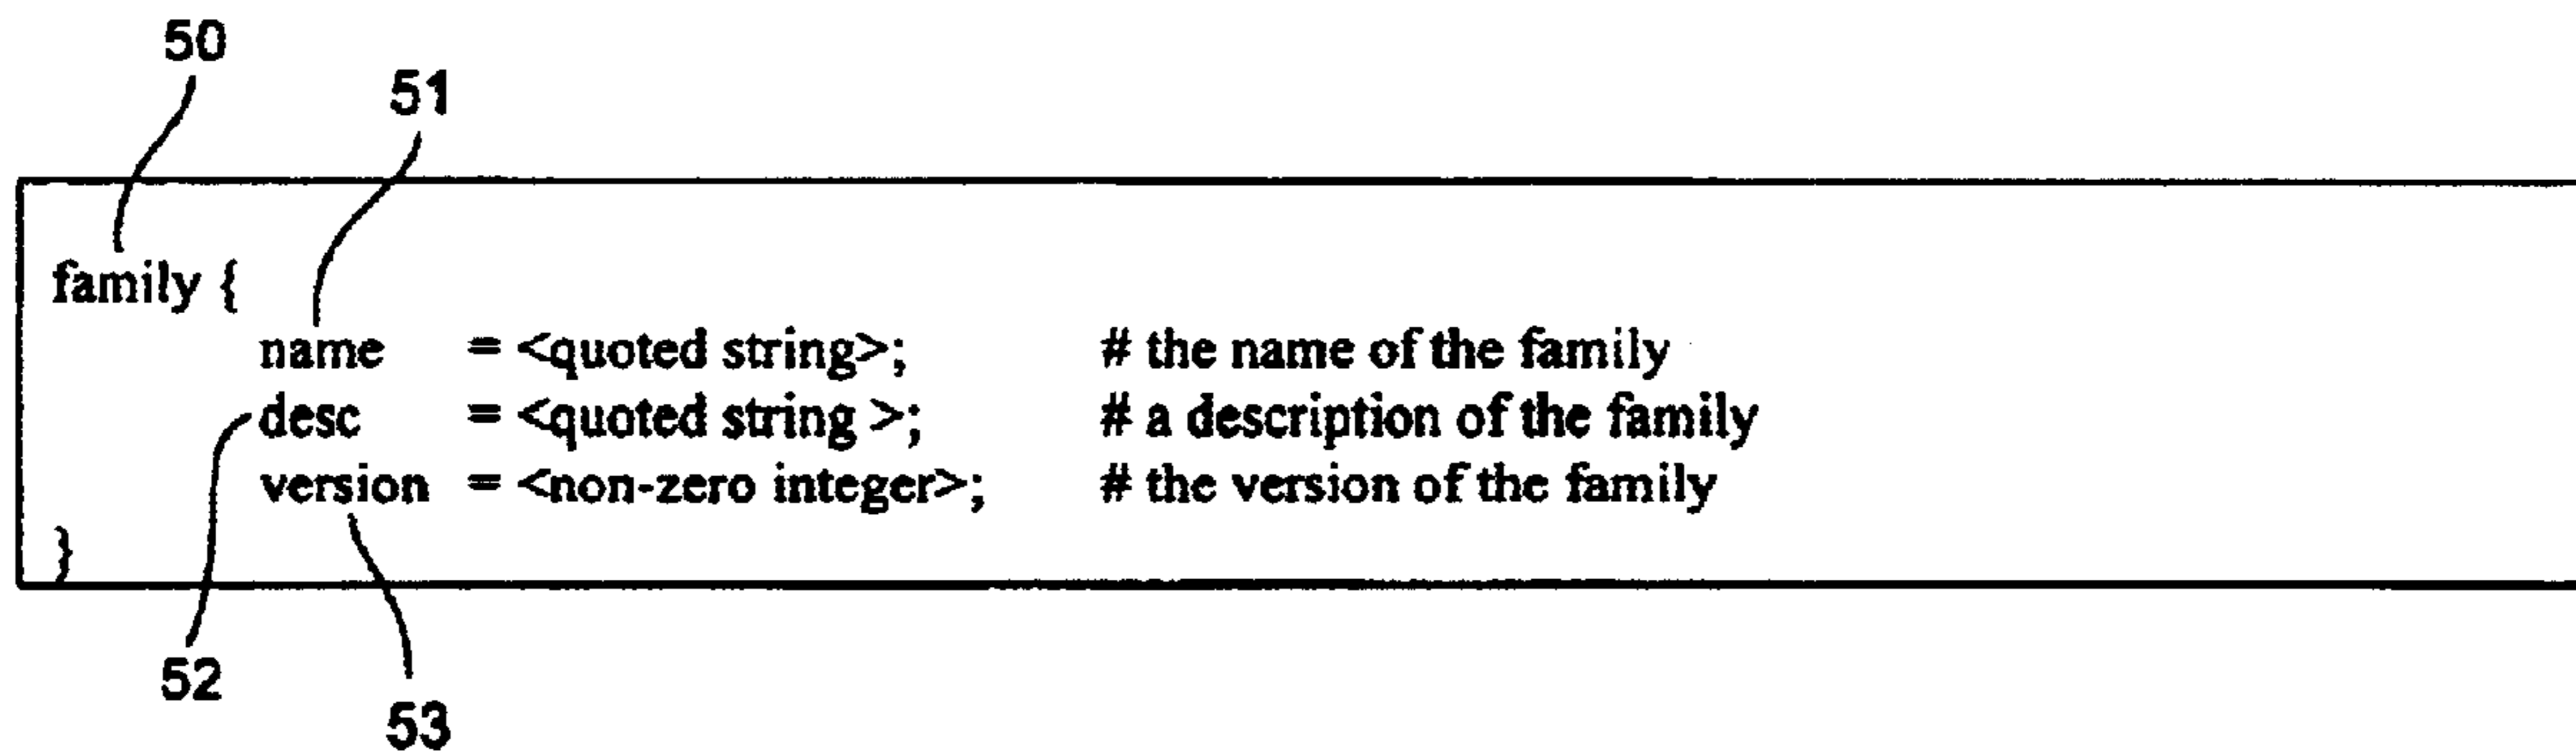 50
51
family {
name = <quoted string>; # the name of the family
desc = <quoted string >; # a description of the family
version = <non-zero integer>; # the version of the family
}
52
53